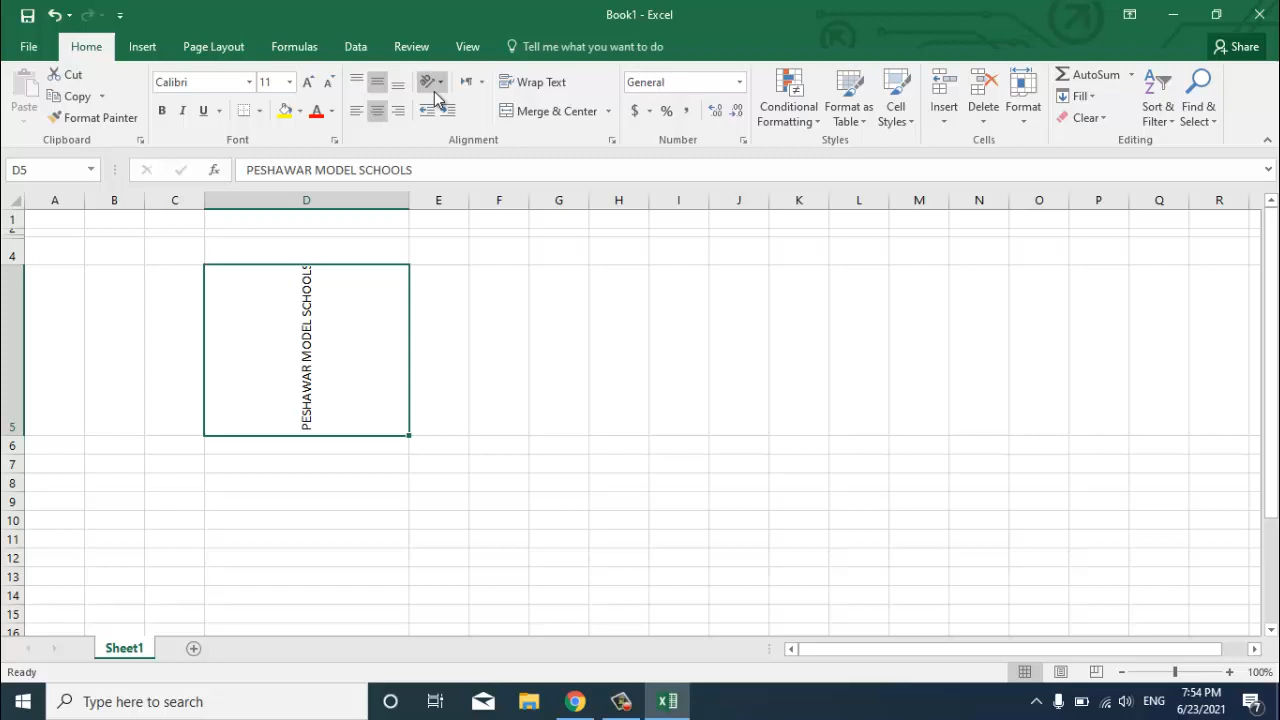 Book1 - Excel
File Home Insert Page Layout Formulas Data Review View Tell me what you want to do Share
Paste
Cut
Copy
Format Painter
Clipboard
Calibri 11
B I U
Font
Wrap Text
Merge & Center
Alignment
General
$ % ,
Number
Conditional Formatting
Format as Table
Cell Styles
Styles
Insert
Delete
Format
Cells
AutoSum
Fill
Clear
Sort & Filter
Find & Select
Editing
D5 fx PESHAWAR MODEL SCHOOLS
A B C D E F G H I J K L M N O P Q R
1
2
4
5
PESHAWAR MODEL SCHOOLS
6
7
8
9
10
11
12
13
14
15
16
Sheet1
Ready 100%
Type here to search
ENG
7:54 PM
6/23/2021
7